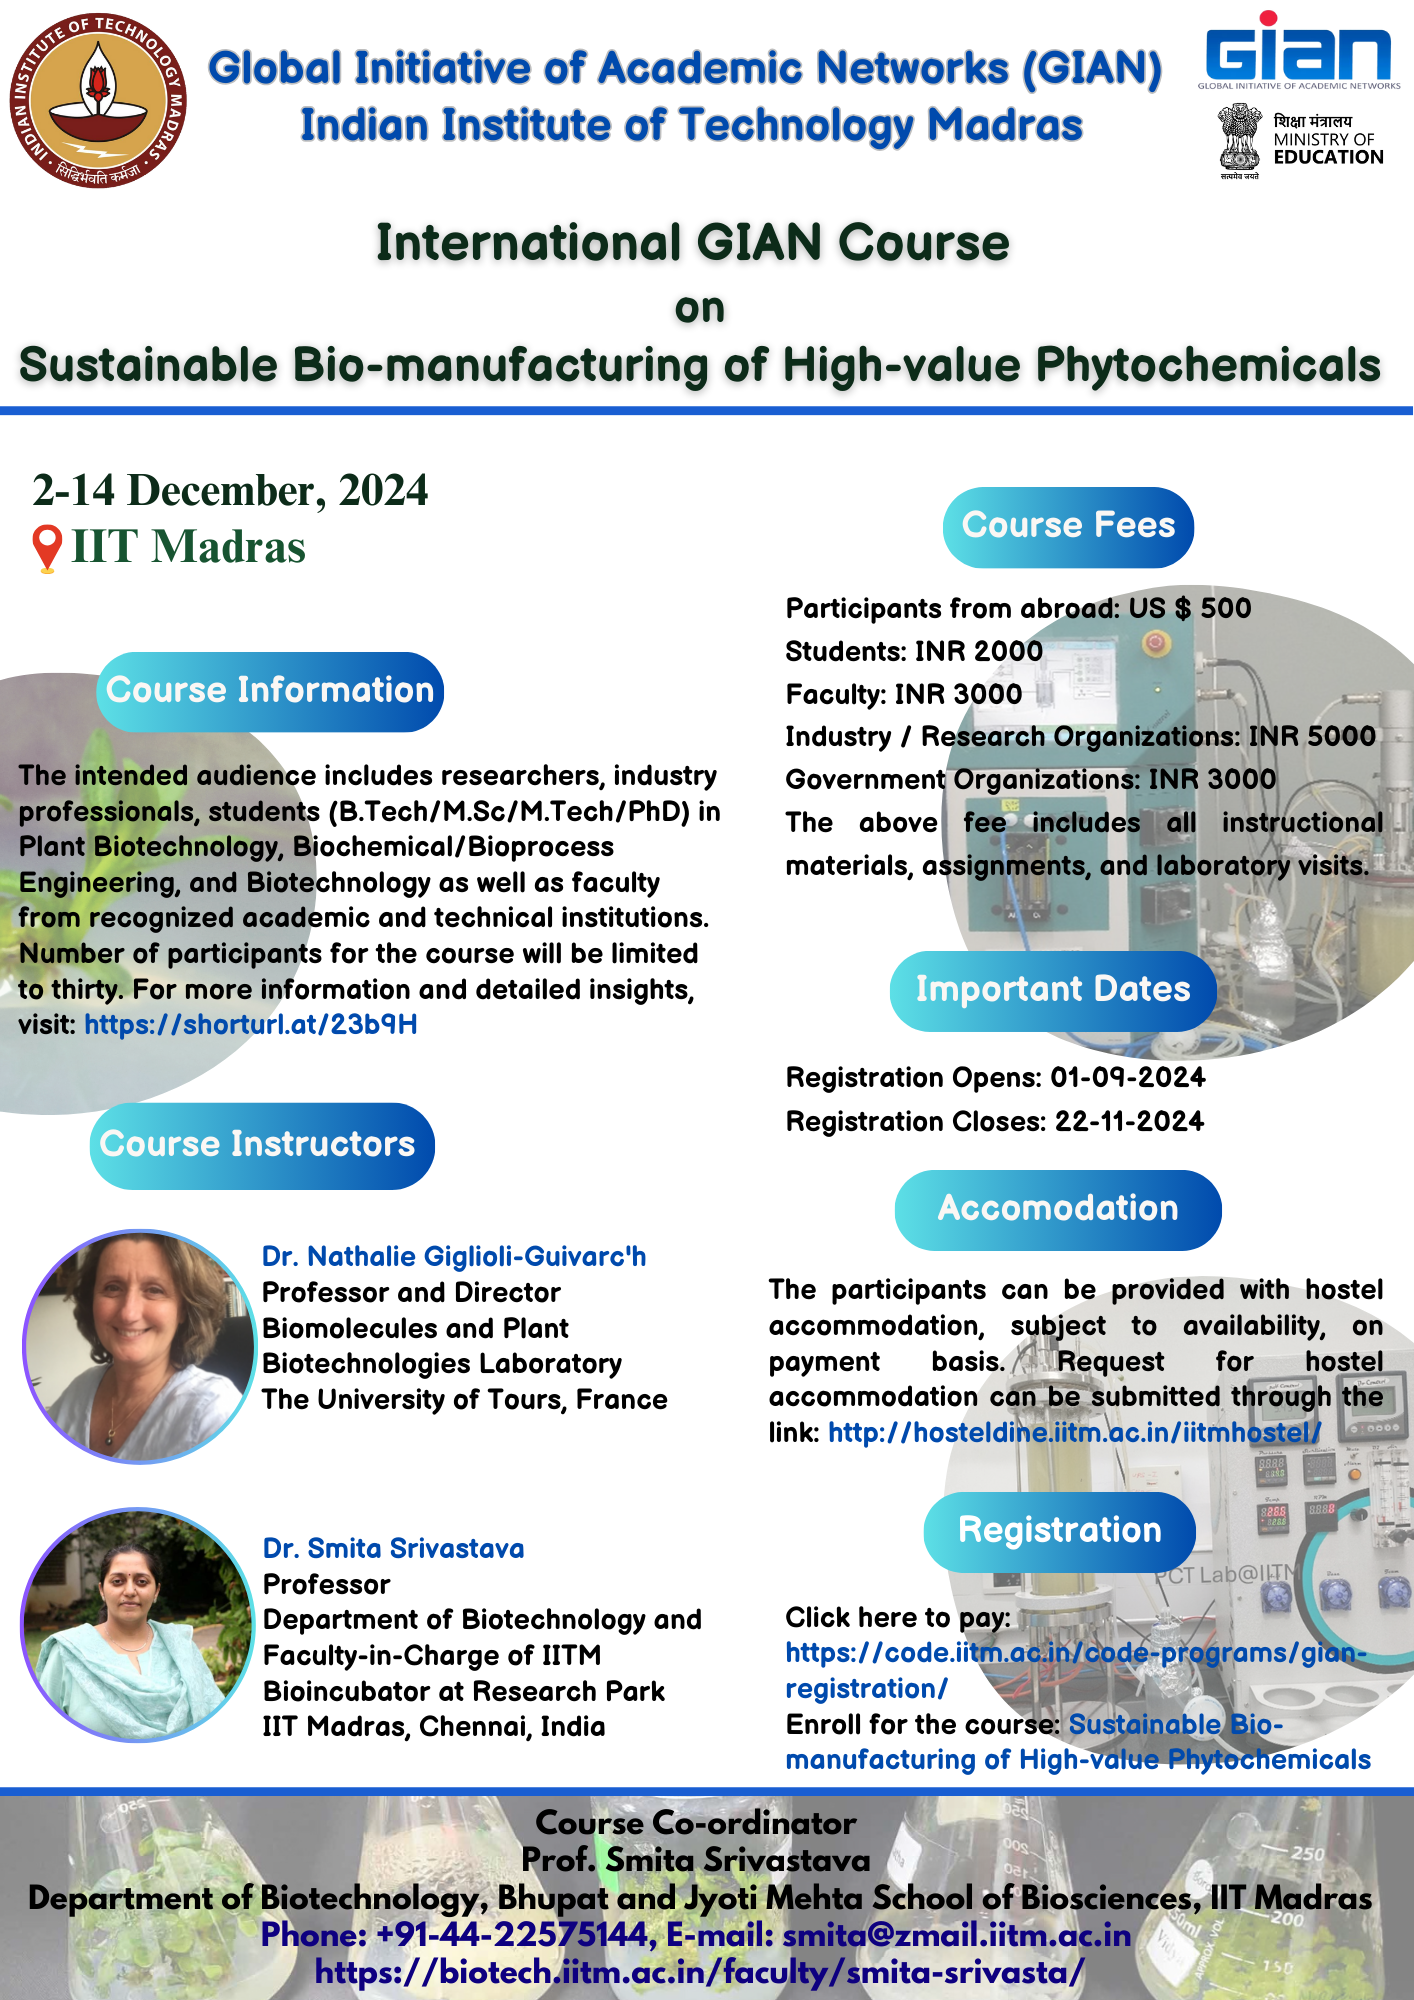 INDIAN INSTITUTE OF TECHNOLOGY MADRAS
सिद्धिर्भवति कर्मजा
Global Initiative of Academic Networks (GIAN)
Indian Institute of Technology Madras
gian
GLOBAL INITIATIVE OF ACADEMIC NETWORKS
शिक्षा मंत्रालय
MINISTRY OF
EDUCATION
सत्यमेव जयते
International GIAN Course
on
Sustainable Bio-manufacturing of High-value Phytochemicals
2-14 December, 2024
IIT Madras
Course Information
The intended audience includes researchers, industry
professionals, students (B.Tech/M.Sc/M.Tech/PhD) in
Plant Biotechnology, Biochemical/Bioprocess
Engineering, and Biotechnology as well as faculty
from recognized academic and technical institutions.
Number of participants for the course will be limited
to thirty. For more information and detailed insights,
visit: https://shorturl.at/23b9H
Course Instructors
Dr. Nathalie Giglioli-Guivarc'h
Professor and Director
Biomolecules and Plant
Biotechnologies Laboratory
The University of Tours, France
Dr. Smita Srivastava
Professor
Department of Biotechnology and
Faculty-in-Charge of IITM
Bioincubator at Research Park
IIT Madras, Chennai, India
Course Fees
Participants from abroad: US $ 500
Students: INR 2000
Faculty: INR 3000
Industry / Research Organizations: INR 5000
Government Organizations: INR 3000
The above fee includes all instructional
materials, assignments, and laboratory visits.
Important Dates
Registration Opens: 01-09-2024
Registration Closes: 22-11-2024
Accomodation
The participants can be provided with hostel
accommodation, subject to availability, on
payment basis. Request for hostel
accommodation can be submitted through the
link: http://hosteldine.iitm.ac.in/iitmhostel/
Registration
PCT Lab@IITM
Click here to pay:
https://code.iitm.ac.in/code-programs/gian-
registration/
Enroll for the course: Sustainable Bio-
manufacturing of High-value Phytochemicals
Course Co-ordinator
Prof. Smita Srivastava
Department of Biotechnology, Bhupat and Jyoti Mehta School of Biosciences, IIT Madras
Phone: +91-44-22575144, E-mail: smita@zmail.iitm.ac.in
https://biotech.iitm.ac.in/faculty/smita-srivasta/
250
200
150
250
200
150
APPROX VOL